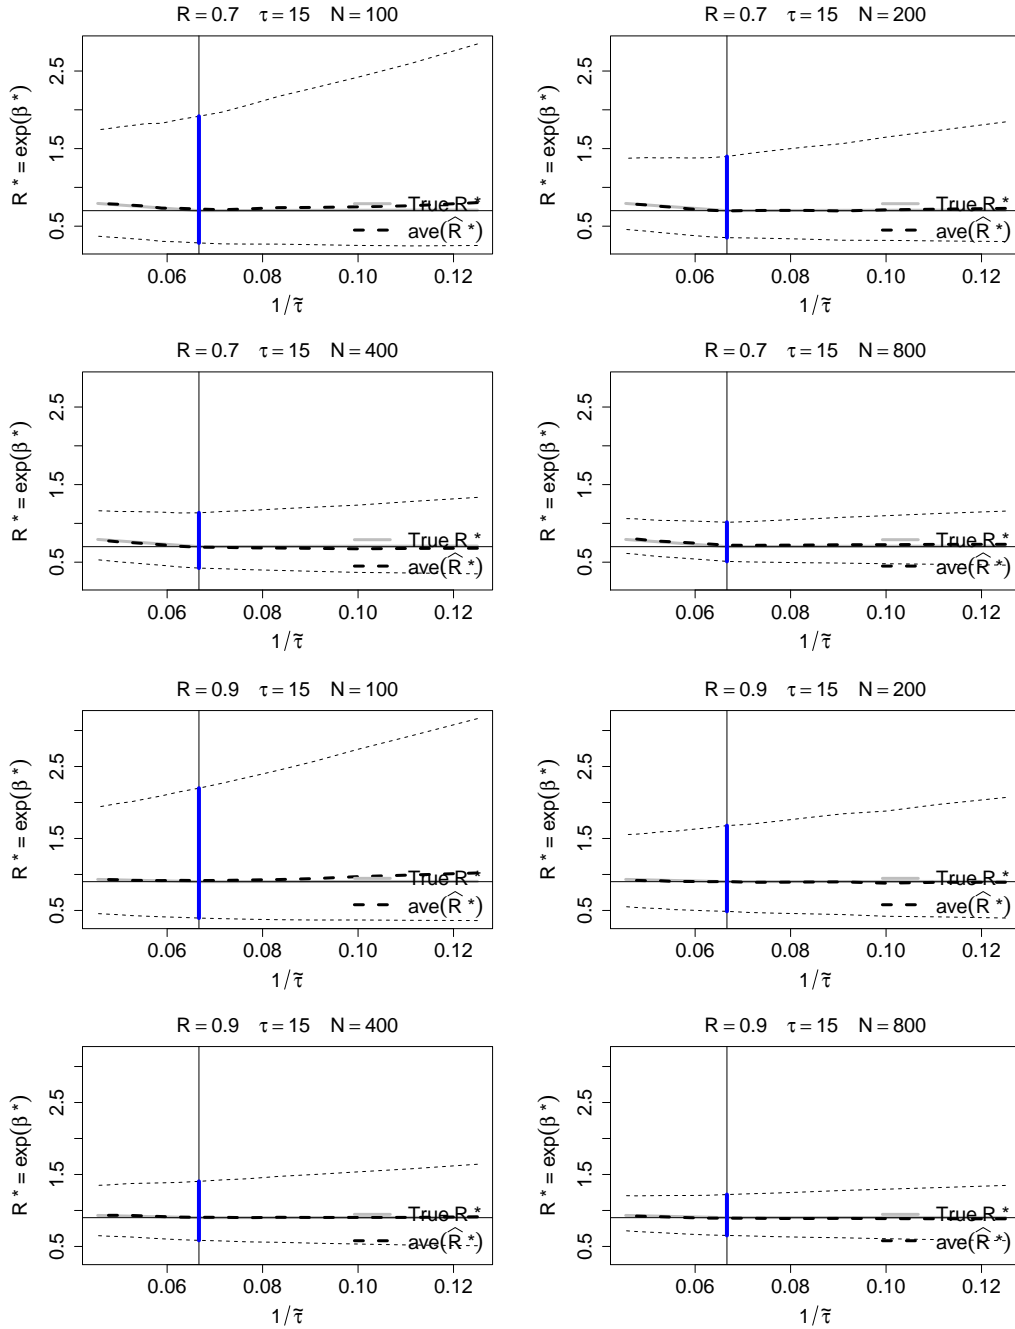 R = 0.7 τ = 15 N = 100
R* = exp(β*)
0.5 1.5 2.5
True R*
ave(R̂*)
0.06 0.08 0.10 0.12
1/τ̃
R = 0.7 τ = 15 N = 200
R* = exp(β*)
0.5 1.5 2.5
True R*
ave(R̂*)
0.06 0.08 0.10 0.12
1/τ̃
R = 0.7 τ = 15 N = 400
R* = exp(β*)
0.5 1.5 2.5
True R*
ave(R̂*)
0.06 0.08 0.10 0.12
1/τ̃
R = 0.7 τ = 15 N = 800
R* = exp(β*)
0.5 1.5 2.5
True R*
ave(R̂*)
0.06 0.08 0.10 0.12
1/τ̃
R = 0.9 τ = 15 N = 100
R* = exp(β*)
0.5 1.5 2.5
True R*
ave(R̂*)
0.06 0.08 0.10 0.12
1/τ̃
R = 0.9 τ = 15 N = 200
R* = exp(β*)
0.5 1.5 2.5
True R*
ave(R̂*)
0.06 0.08 0.10 0.12
1/τ̃
R = 0.9 τ = 15 N = 400
R* = exp(β*)
0.5 1.5 2.5
True R*
ave(R̂*)
0.06 0.08 0.10 0.12
1/τ̃
R = 0.9 τ = 15 N = 800
R* = exp(β*)
0.5 1.5 2.5
True R*
ave(R̂*)
0.06 0.08 0.10 0.12
1/τ̃